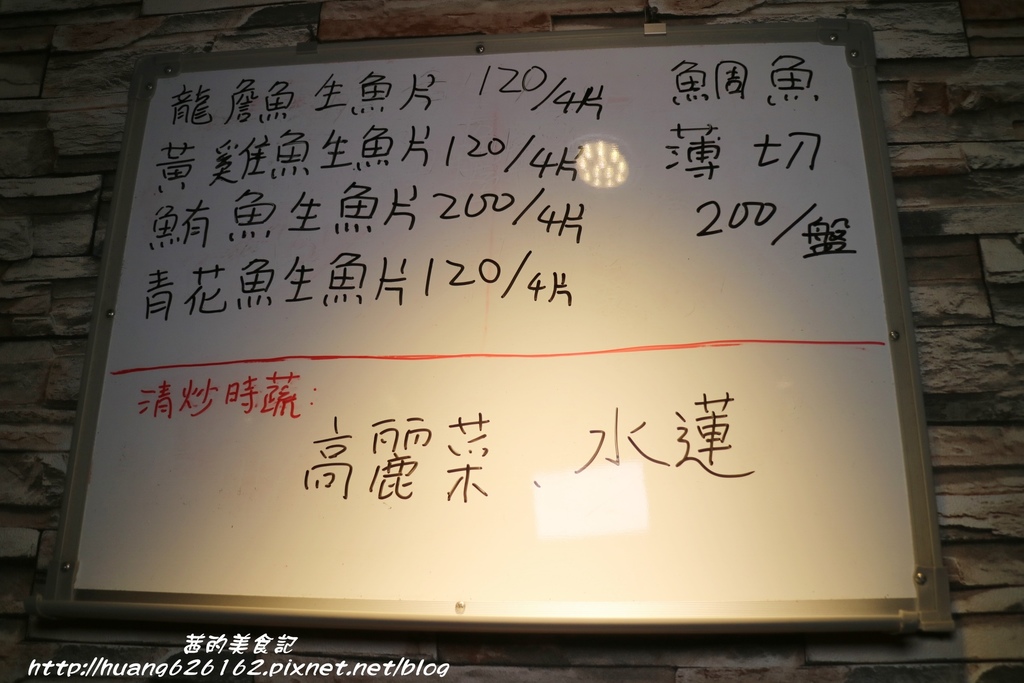 龍詹魚生魚片 120/4片
黃雞魚生魚片 120/4片
鮪魚生魚片 200/4片
青花魚生魚片 120/4片
鯛魚
薄切
200/盤
清炒時蔬:
高麗菜、水蓮
茜的美食記
http://huang626162.pixnet.net/blog